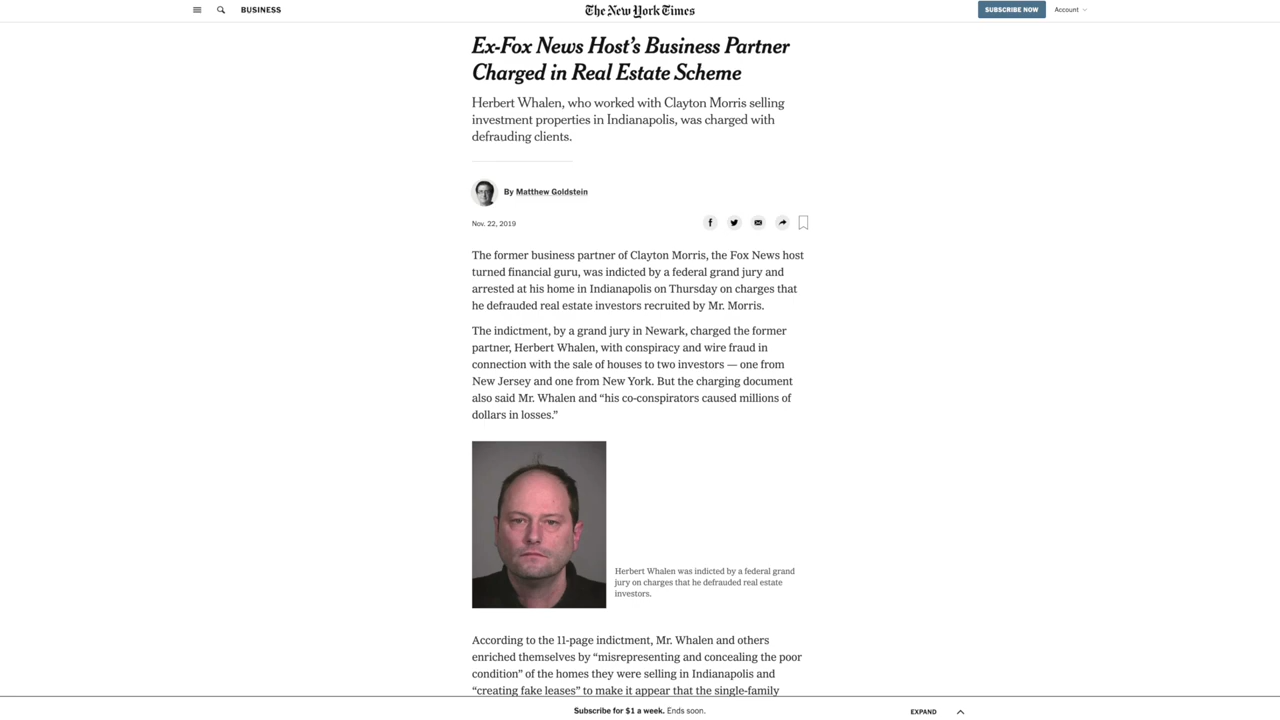 BUSINESS
The New York Times
SUBSCRIBE NOW
Account
Ex-Fox News Host’s Business Partner
Charged in Real Estate Scheme
Herbert Whalen, who worked with Clayton Morris selling
investment properties in Indianapolis, was charged with
defrauding clients.
By Matthew Goldstein
Nov. 22, 2019
The former business partner of Clayton Morris, the Fox News host
turned financial guru, was indicted by a federal grand jury and
arrested at his home in Indianapolis on Thursday on charges that
he defrauded real estate investors recruited by Mr. Morris.
The indictment, by a grand jury in Newark, charged the former
partner, Herbert Whalen, with conspiracy and wire fraud in
connection with the sale of houses to two investors — one from
New Jersey and one from New York. But the charging document
also said Mr. Whalen and “his co-conspirators caused millions of
dollars in losses.”
Herbert Whalen was indicted by a federal grand
jury on charges that he defrauded real estate
investors.
According to the 11-page indictment, Mr. Whalen and others
enriched themselves by “misrepresenting and concealing the poor
condition” of the homes they were selling in Indianapolis and
“creating fake leases” to make it appear that the single-family
Subscribe for $1 a week. Ends soon.
EXPAND